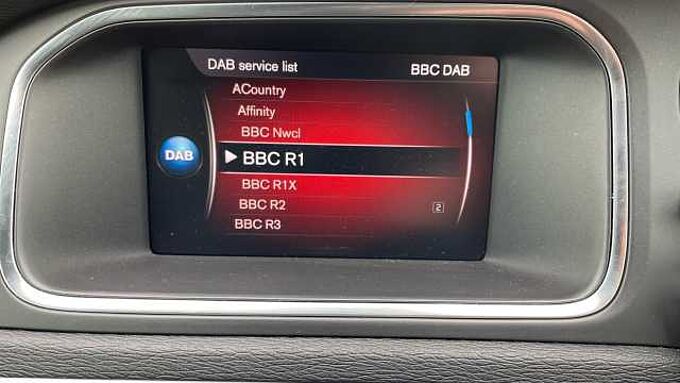 DAB service list BBC DAB
ACountry
Affinity
BBC Nwcl
DAB
BBC R1
BBC R1X
BBC R2 2
BBC R3